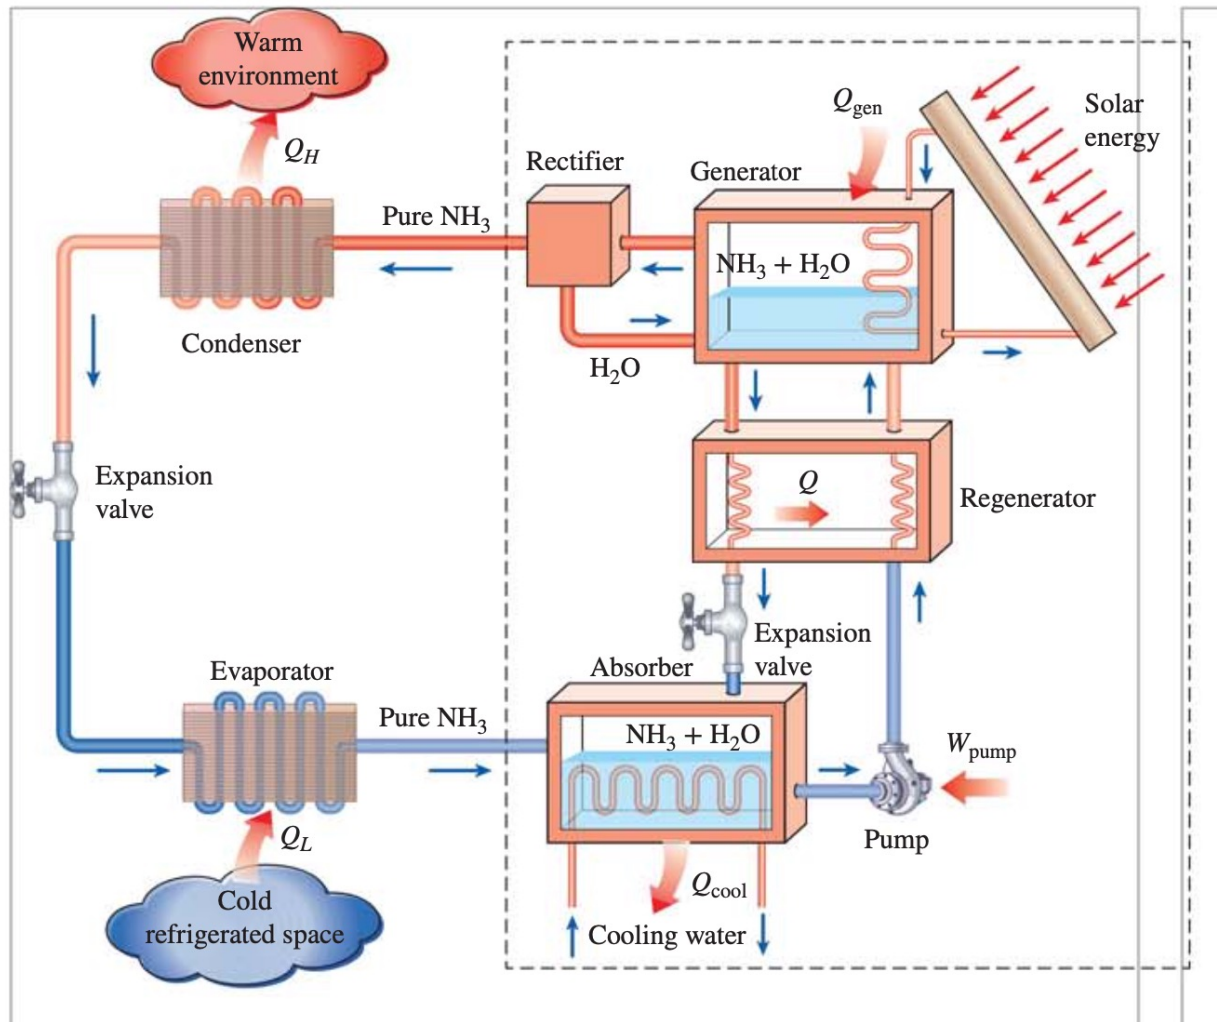 Warm
environment
Q_H
Q_gen
Solar
energy
Rectifier
Generator
Pure NH₃
NH₃ + H₂O
Condenser
H₂O
Expansion
valve
Q
Regenerator
Expansion
valve
Evaporator
Absorber
Pure NH₃
NH₃ + H₂O
W_pump
Pump
Q_L
Q_cool
Cold
refrigerated space
Cooling water